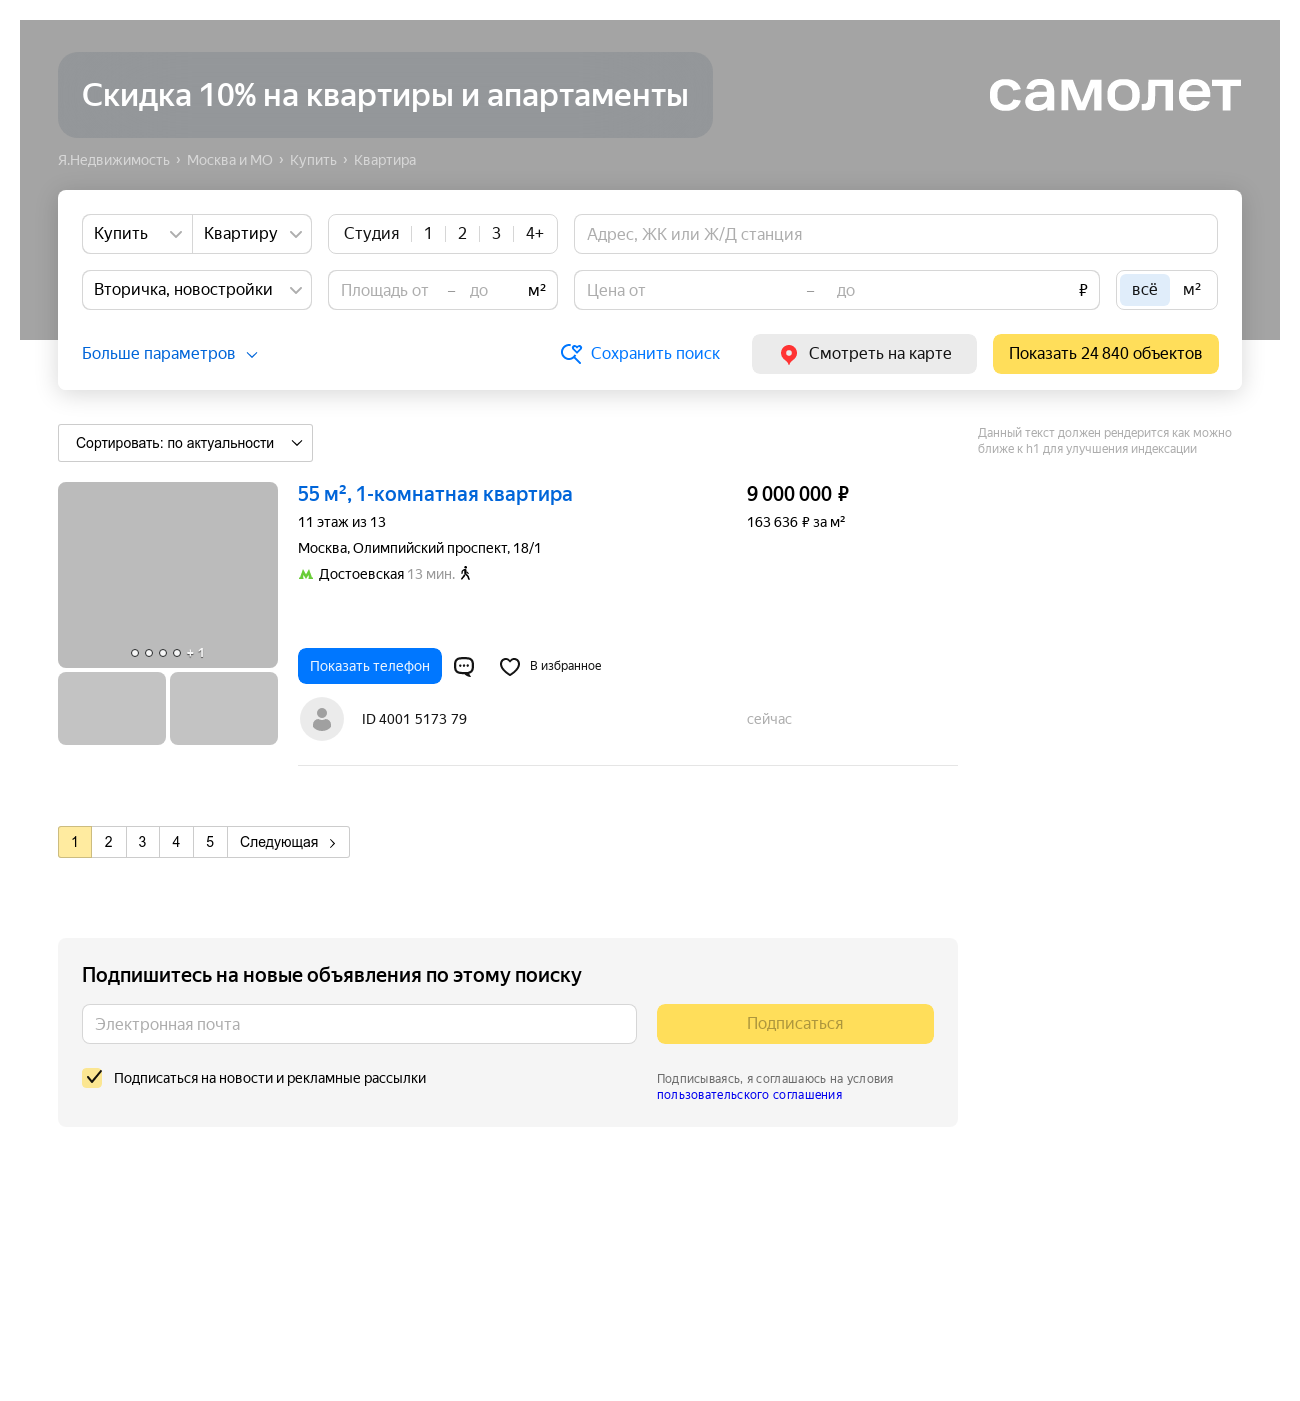 Скидка 10% на квартиры и апартаменты
самолет
Я.Недвижимость › Москва и МО › Купить › Квартира
Купить Квартиру Студия 1 2 3 4+ Адрес, ЖК или Ж/Д станция
Вторичка, новостройки Площадь от – до м² Цена от – до ₽ всё м²
Больше параметров Сохранить поиск Смотреть на карте Показать 24 840 объектов
Сортировать: по актуальности
Данный текст должен рендерится как можно
ближе к h1 для улучшения индексации
55 м², 1-комнатная квартира 9 000 000 ₽
11 этаж из 13 163 636 ₽ за м²
Москва, Олимпийский проспект, 18/1
Достоевская 13 мин.
+ 1
Показать телефон В избранное
ID 4001 5173 79 сейчас
1 2 3 4 5 Следующая
Подпишитесь на новые объявления по этому поиску
Электронная почта Подписаться
Подписаться на новости и рекламные рассылки
Подписываясь, я соглашаюсь на условия
пользовательского соглашения